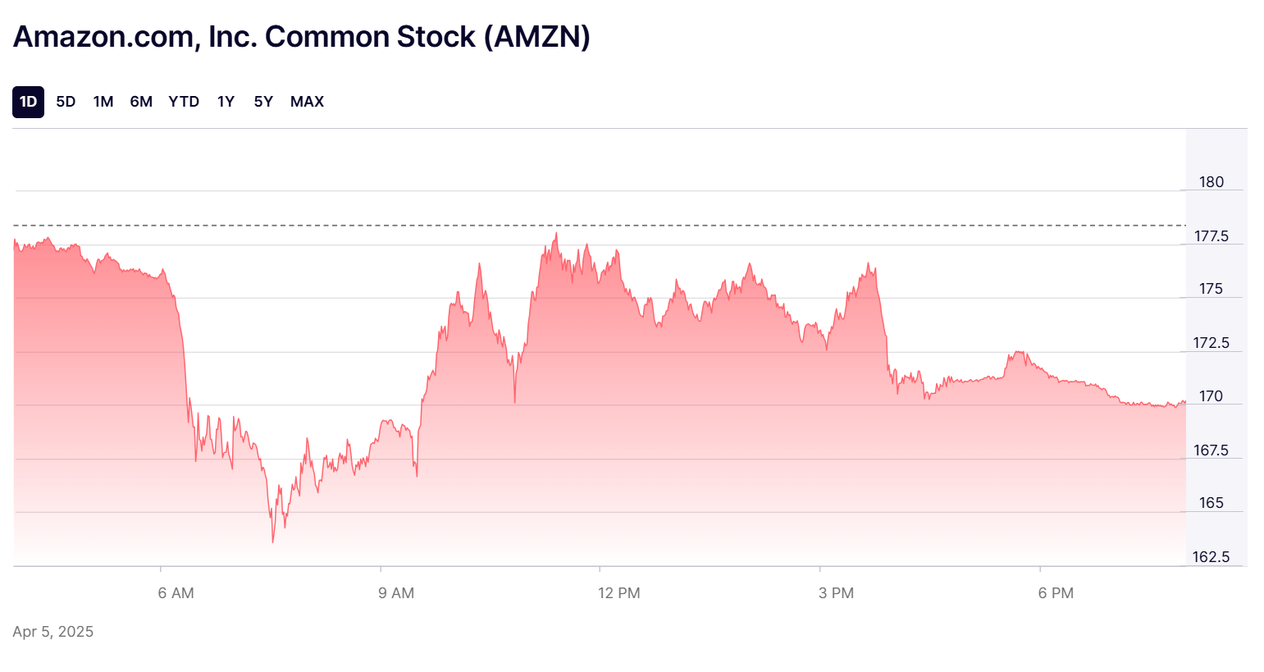 Amazon.com, Inc. Common Stock (AMZN)
1D 5D 1M 6M YTD 1Y 5Y MAX
180
177.5
175
172.5
170
167.5
165
162.5
6 AM 9 AM 12 PM 3 PM 6 PM
Apr 5, 2025